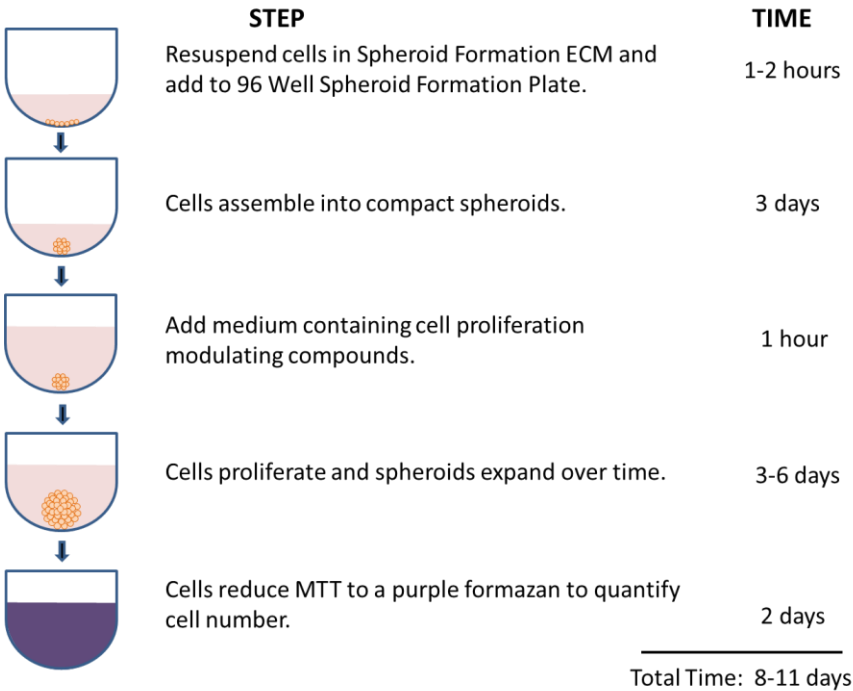 STEP TIME
Resuspend cells in Spheroid Formation ECM and
add to 96 Well Spheroid Formation Plate.
1-2 hours
Cells assemble into compact spheroids. 3 days
Add medium containing cell proliferation
modulating compounds.
1 hour
Cells proliferate and spheroids expand over time. 3-6 days
Cells reduce MTT to a purple formazan to quantify
cell number.
2 days
Total Time: 8-11 days